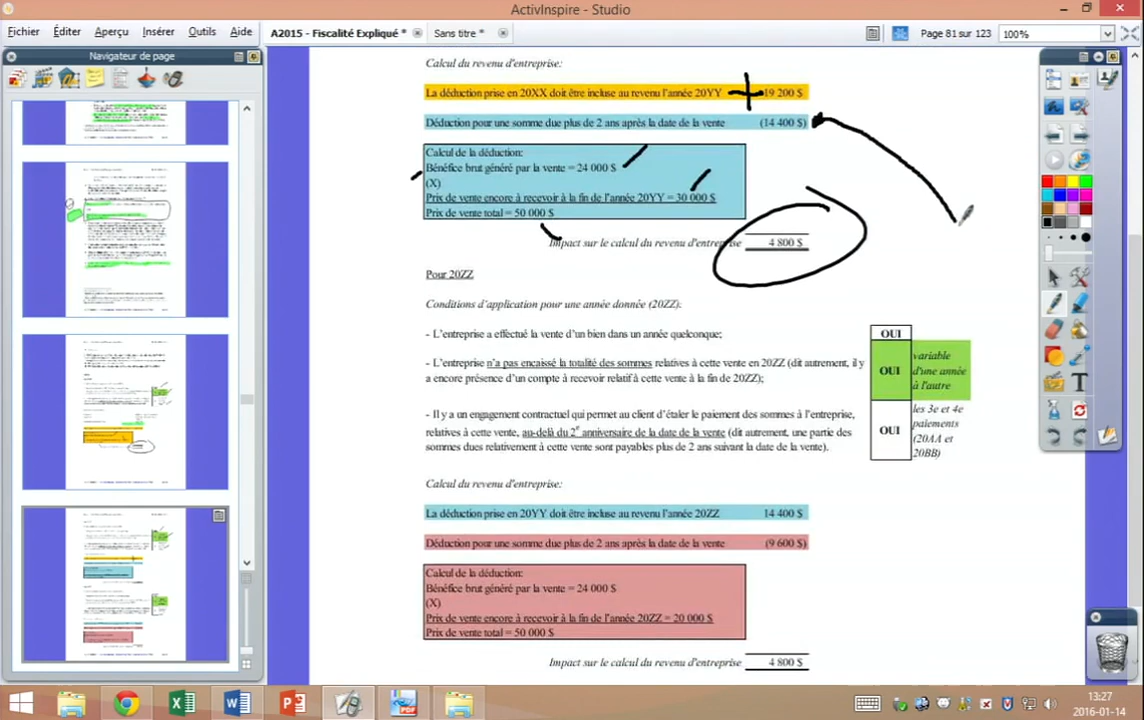 ActivInspire - Studio
Fichier Éditer Aperçu Insérer Outils Aide
A2015 - Fiscalité Expliqué *
Sans titre *
Page 81 sur 123
100%
Navigateur de page
Calcul du revenu d'entreprise:
La déduction prise en 20XX doit être incluse au revenu l'année 20YY 19 200 $
Déduction pour une somme due plus de 2 ans après la date de la vente (14 400 $)
Calcul de la déduction:
Bénéfice brut généré par la vente = 24 000 $
(X)
Prix de vente encore à recevoir à la fin de l'année 20YY = 30 000 $
Prix de vente total = 50 000 $
Impact sur le calcul du revenu d'entreprise 4 800 $
Pour 20ZZ
Conditions d'application pour une année donnée (20ZZ):
- L'entreprise a effectué la vente d'un bien dans un année quelconque; OUI
- L'entreprise n'a pas encaissé la totalité des sommes relatives à cette vente en 20ZZ (dit autrement, il y
a encore présence d'un compte à recevoir relatif à cette vente à la fin de 20ZZ);
OUI
variable
d'une année
à l'autre
- Il y a un engagement contractuel qui permet au client d'étaler le paiement des sommes à l'entreprise,
relatives à cette vente, au-delà du 2e anniversaire de la date de la vente (dit autrement, une partie des
sommes dues relativement à cette vente sont payables plus de 2 ans suivant la date de la vente).
OUI
les 3e et 4e
paiements
(20AA et
20BB)
Calcul du revenu d'entreprise:
La déduction prise en 20YY doit être incluse au revenu l'année 20ZZ 14 400 $
Déduction pour une somme due plus de 2 ans après la date de la vente (9 600 $)
Calcul de la déduction:
Bénéfice brut généré par la vente = 24 000 $
(X)
Prix de vente encore à recevoir à la fin de l'année 20ZZ = 20 000 $
Prix de vente total = 50 000 $
Impact sur le calcul du revenu d'entreprise 4 800 $
13:27
2016-01-14